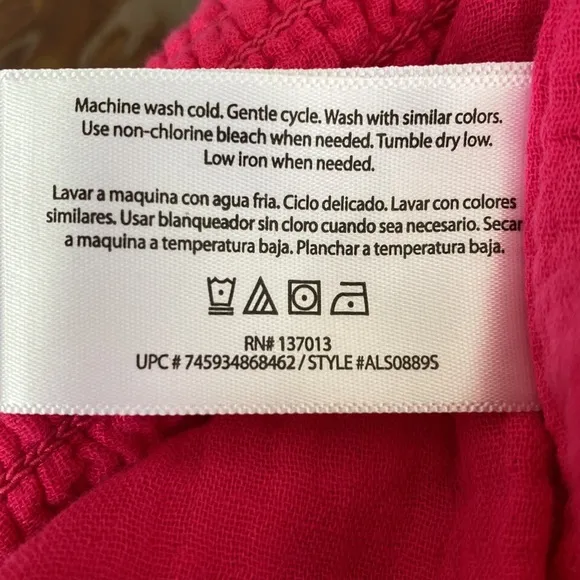 Machine wash cold. Gentle cycle. Wash with similar colors.
Use non-chlorine bleach when needed. Tumble dry low.
Low iron when needed.
Lavar a maquina con agua fria. Ciclo delicado. Lavar con colores
similares. Usar blanqueador sin cloro cuando sea necesario. Secar
a maquina a temperatura baja. Planchar a temperatura baja.
RN# 137013
UPC # 745934868462 / STYLE #ALS0889S